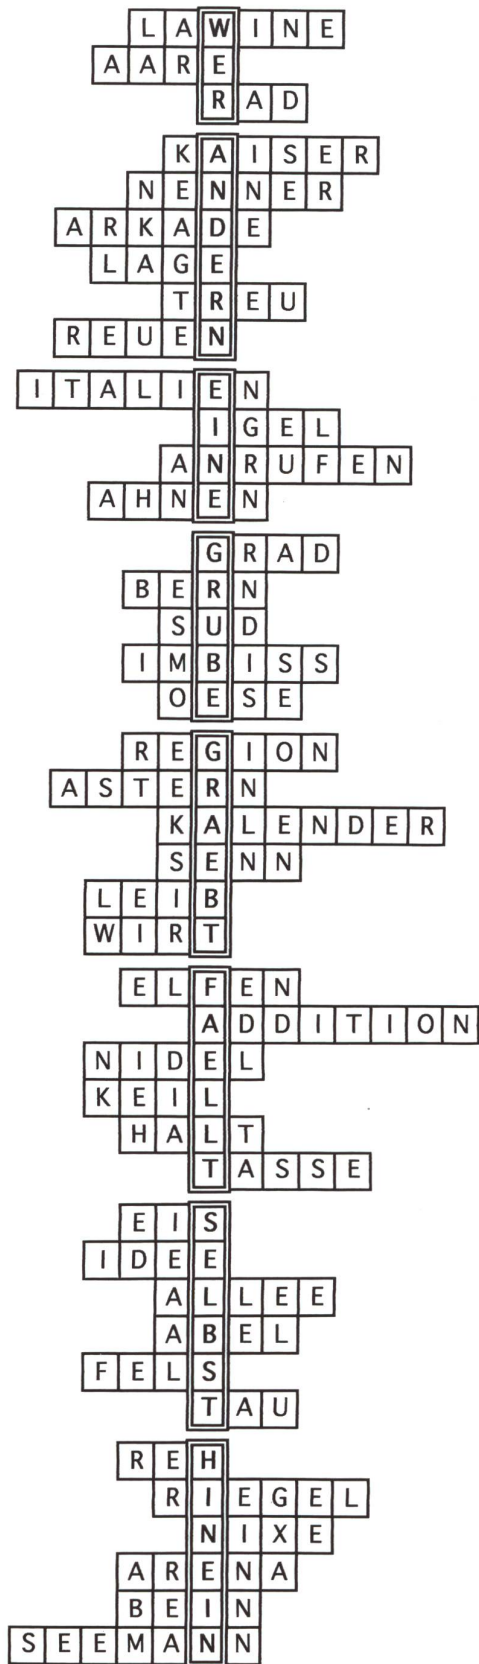 LAWINE
AARE
RAD
KAISER
NENNER
ARKADE
LAGE
TREU
REUEN
ITALIEN
IGEL
ANRUFEN
AHNEN
GRAD
BERN
SUD
IMBISS
OESE
REGION
ASTERN
KALENDER
SENN
LEIB
WIRT
ELFEN
ADDITION
NIDEL
KEIL
HALT
TASSE
EIS
IDEE
ALLEE
ABEL
FELS
TAU
REH
RIEGEL
NIXE
ARENA
BEIN
SEEMANN